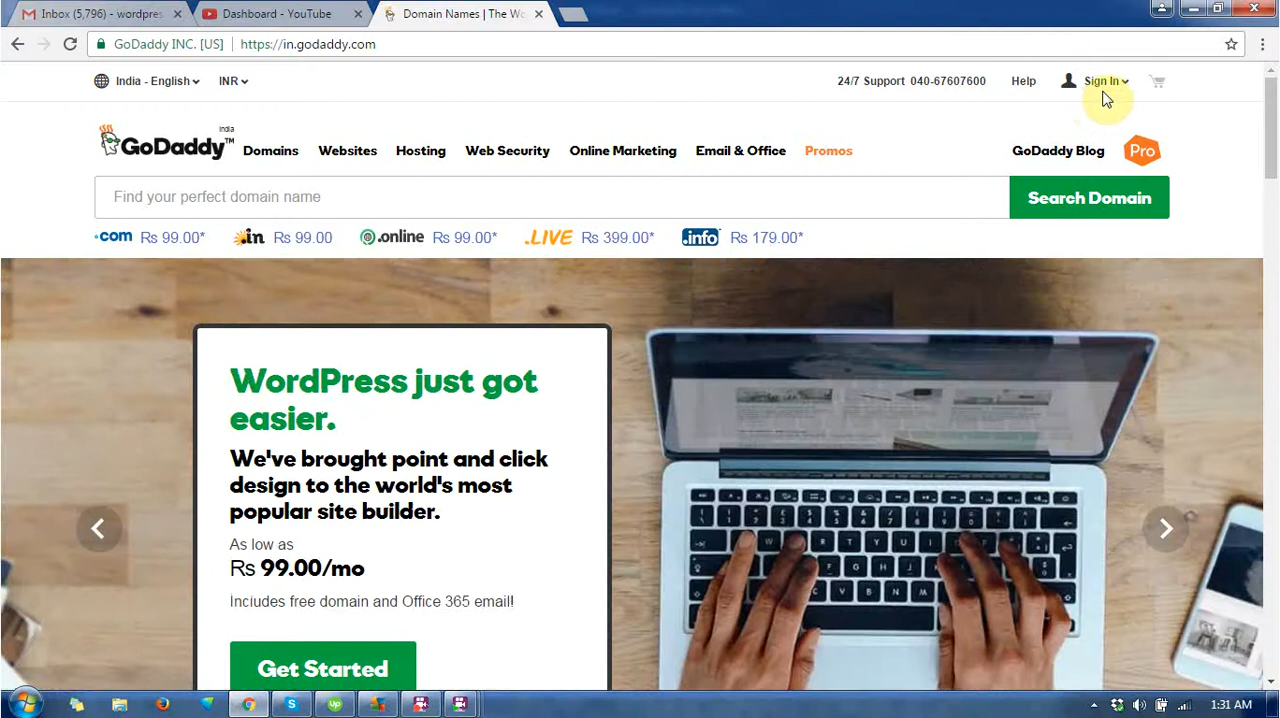 Inbox (5,796) - wordpres
Dashboard - YouTube
Domain Names | The Wo
GoDaddy INC. [US]
https://in.godaddy.com
India - English
INR
24/7 Support 040-67607600
Help
Sign In
India
GoDaddy™
Domains
Websites
Hosting
Web Security
Online Marketing
Email & Office
Promos
GoDaddy Blog
Pro
Find your perfect domain name
Search Domain
.com Rs 99.00*
.in Rs 99.00
.online Rs 99.00*
.LIVE Rs 399.00*
.info Rs 179.00*
WordPress just got
easier.
We've brought point and click
design to the world's most
popular site builder.
As low as
Rs 99.00/mo
Includes free domain and Office 365 email!
Get Started
1:31 AM